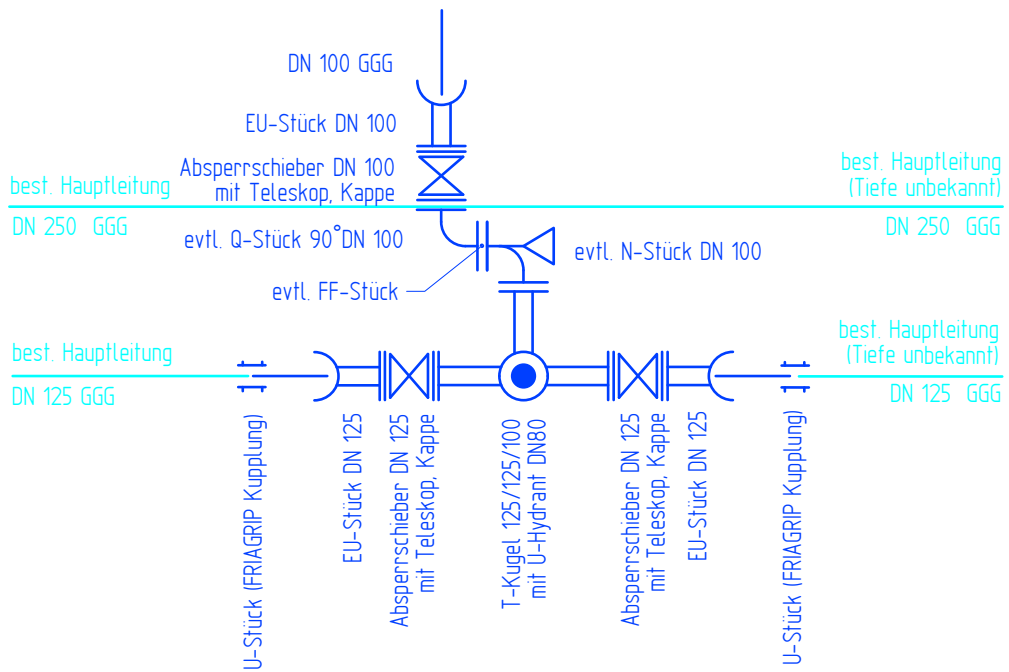 DN 100 GGG
EU-Stück DN 100
Absperrschieber DN 100
mit Teleskop, Kappe
best. Hauptleitung
DN 250 GGG
best. Hauptleitung
(Tiefe unbekannt)
DN 250 GGG
evtl. Q-Stück 90°DN 100
evtl. N-Stück DN 100
evtl. FF-Stück
best. Hauptleitung
DN 125 GGG
best. Hauptleitung
(Tiefe unbekannt)
DN 125 GGG
U-Stück (FRIAGRIP Kupplung)
EU-Stück DN 125
Absperrschieber DN 125
mit Teleskop, Kappe
T-Kugel 125/125/100
mit U-Hydrant DN80
Absperrschieber DN 125
mit Teleskop, Kappe
EU-Stück DN 125
U-Stück (FRIAGRIP Kupplung)